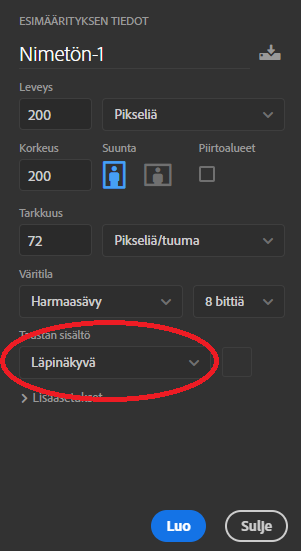 ESIMÄÄRITYKSEN TIEDOT
Nimetön-1
Leveys
200 Pikseliä
Korkeus Suunta Piirtoalueet
200
Tarkkuus
72 Pikseliä/tuuma
Väritila
Harmaasävy 8 bittiä
Taustan sisältö
Läpinäkyvä
Lisäasetukset
Luo Sulje